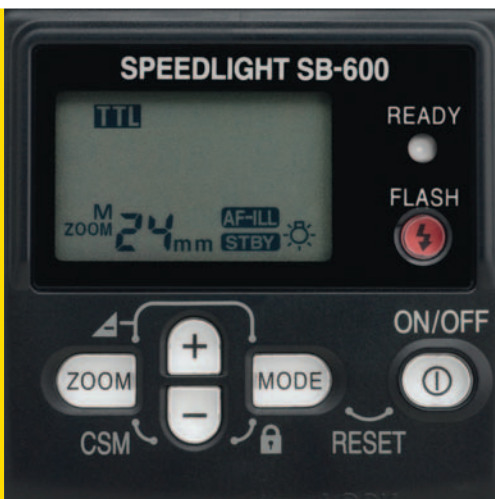 SPEEDLIGHT SB-600
TTL
READY
FLASH
M
ZOOM 24mm
AF-ILL
STBY
ON/OFF
+
ZOOM
MODE
−
CSM
RESET